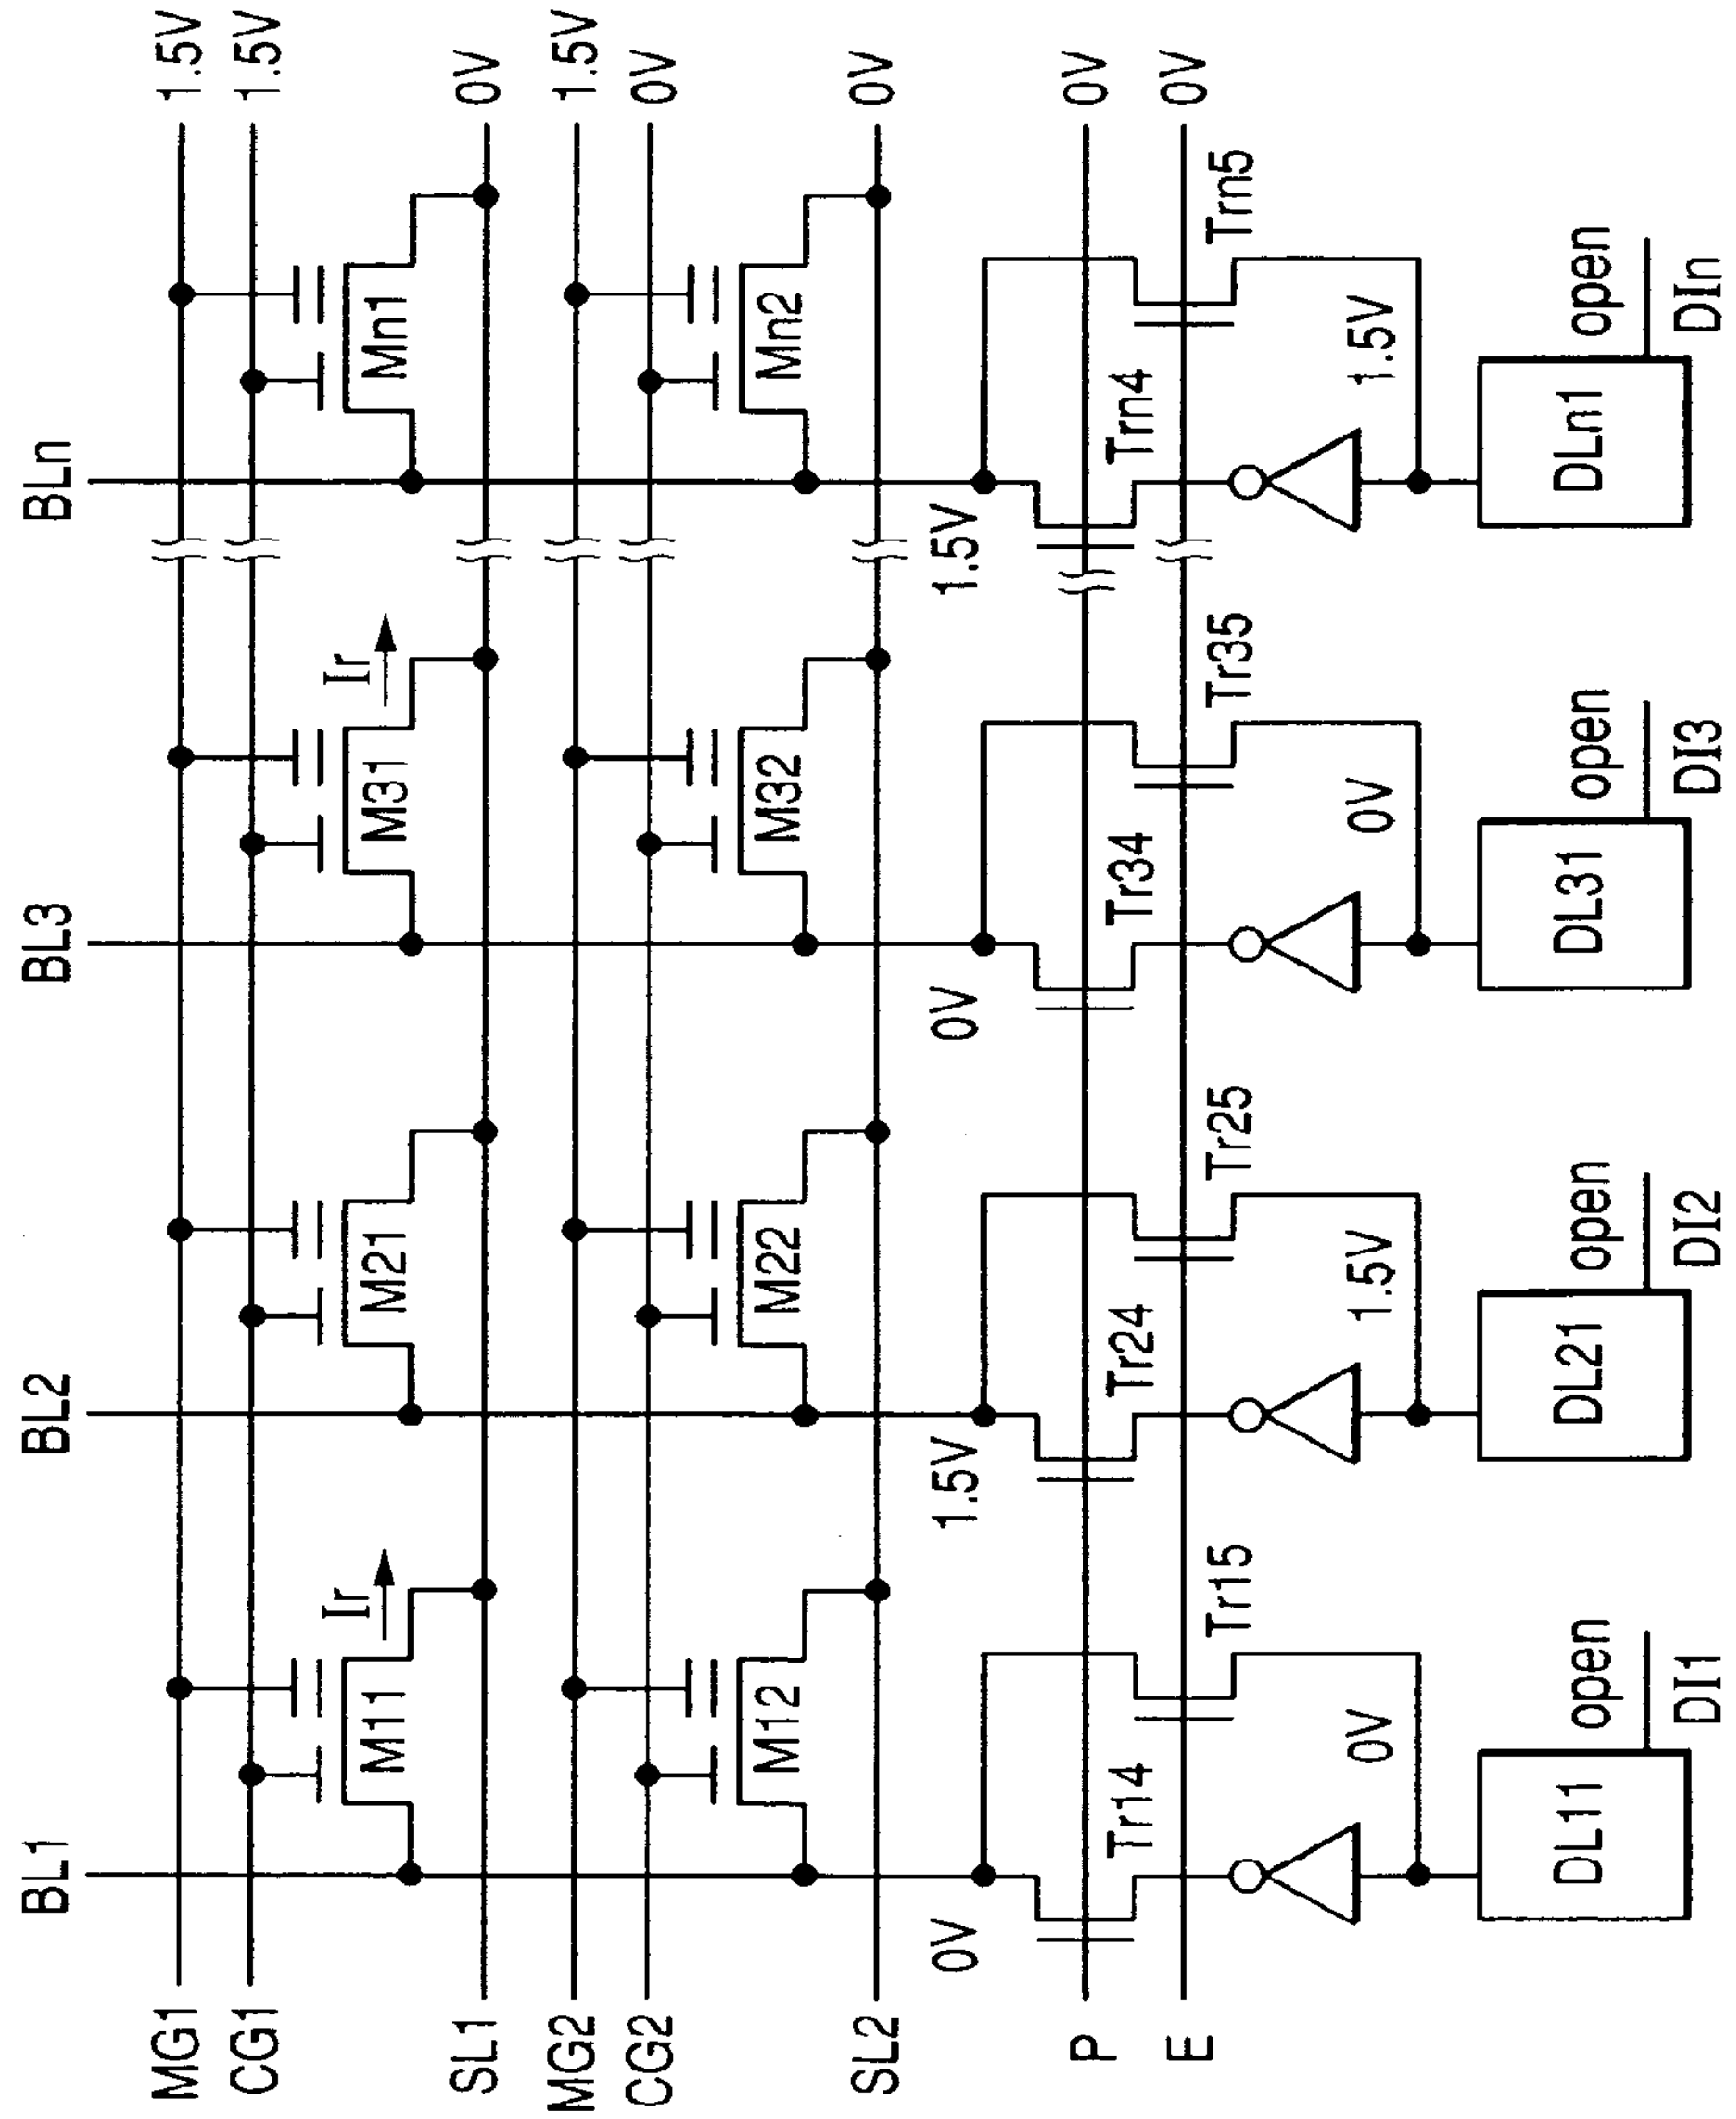 BL1
BL2
BL3
BLn
MG1
1.5V
CG1
1.5V
Ir
Ir
M11
M21
M31
Mn1
SL1
0V
MG2
1.5V
CG2
0V
M12
M22
M32
Mn2
SL2
0V
0V
1.5V
0V
1.5V
P
0V
Tr14
Tr24
Tr34
Trn4
E
0V
Tr15
Tr25
Tr35
Trn5
0V
1.5V
0V
1.5V
DL11
open
DL21
open
DL31
open
DLn1
open
DI1
DI2
DI3
DIn